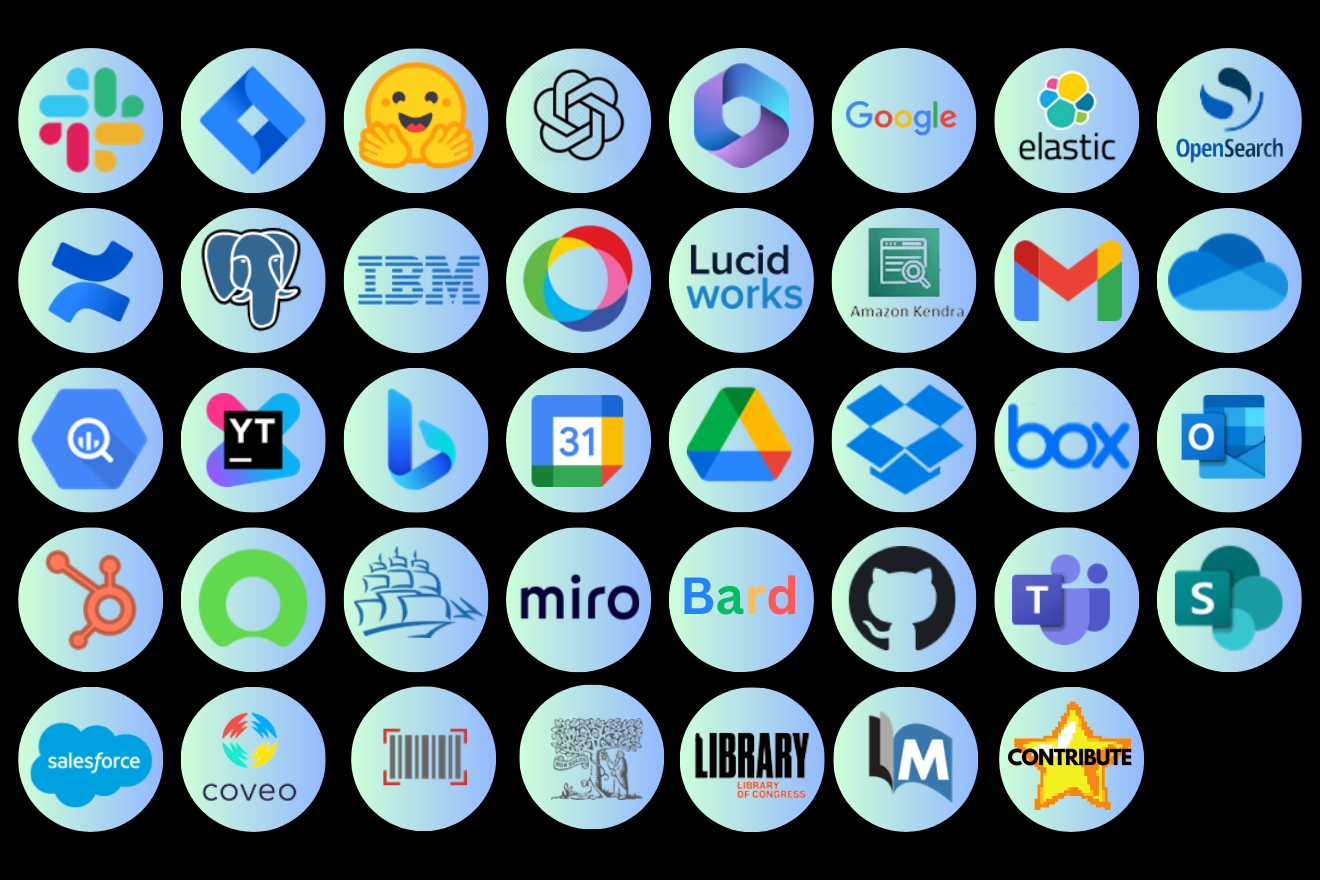 Google
elastic
OpenSearch
IBM
Lucid
works
Amazon Kendra
YT
31
box
O
miro
Bard
T
S
salesforce
coveo
LIBRARY
LIBRARY
OF CONGRESS
M
CONTRIBUTE